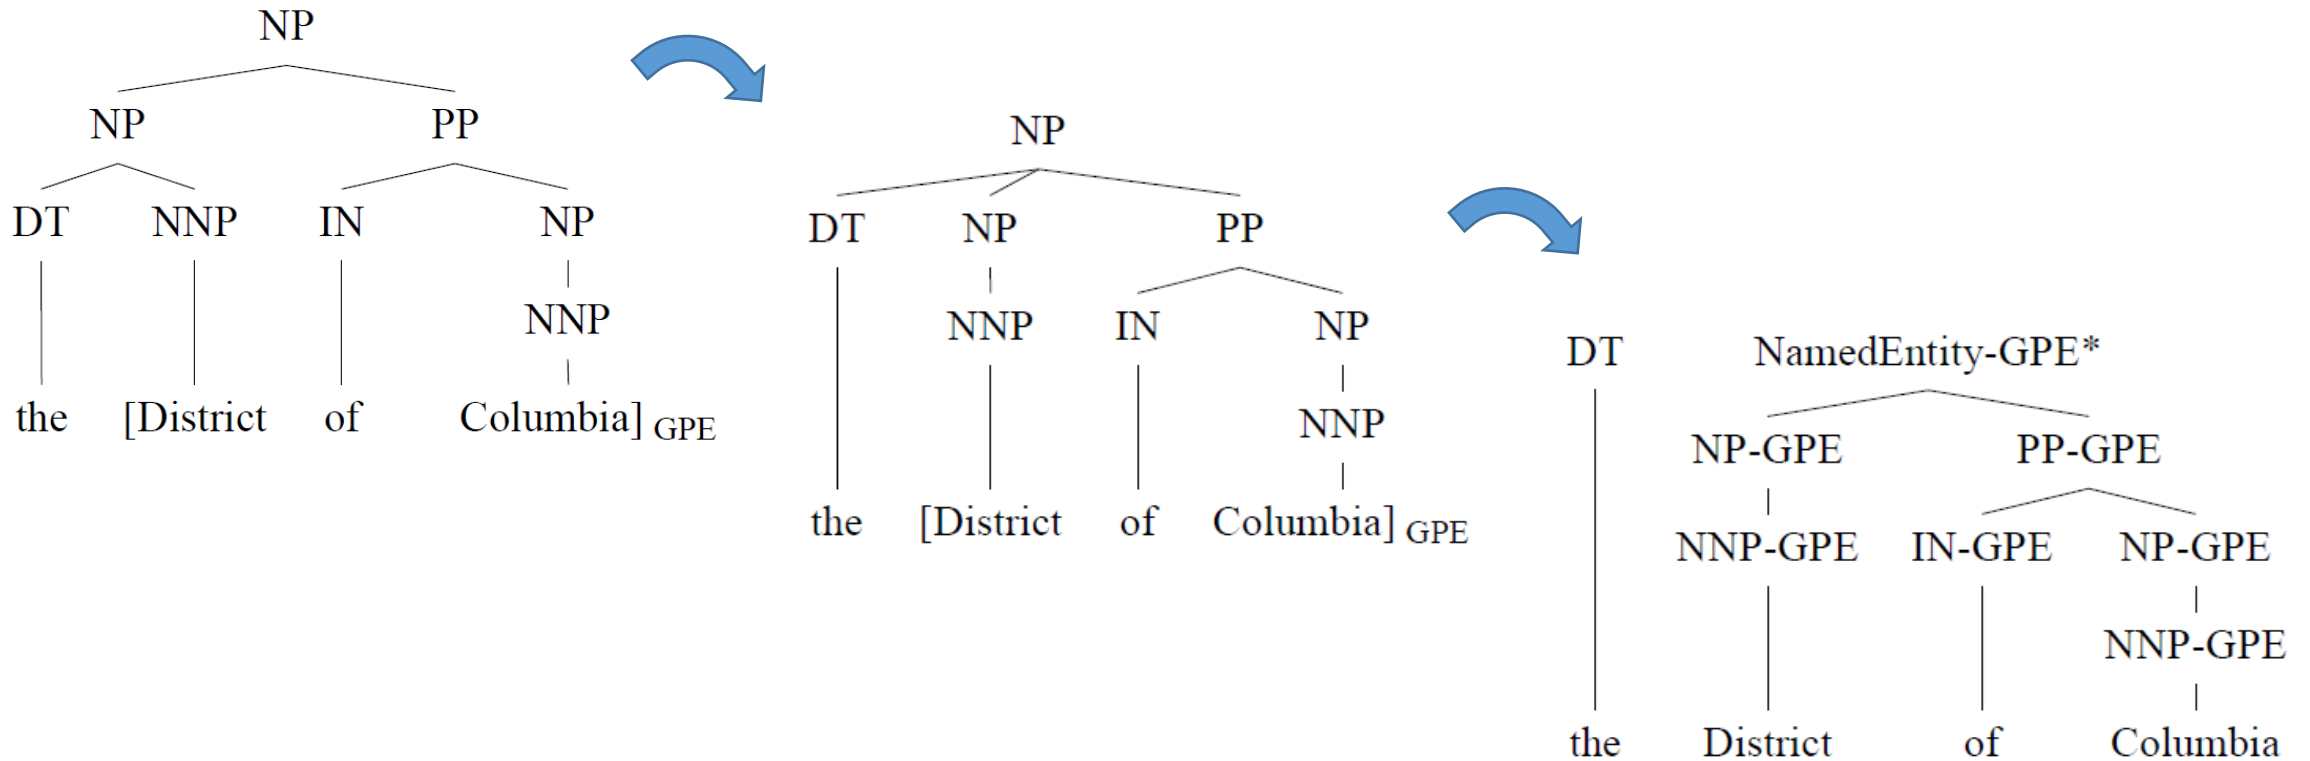 NP
NP PP
DT NNP IN NP
NNP
the [District of Columbia] GPE
NP
DT NP PP
NNP IN NP
NNP
the [District of Columbia] GPE
DT NamedEntity-GPE*
NP-GPE PP-GPE
NNP-GPE IN-GPE NP-GPE
NNP-GPE
the District of Columbia